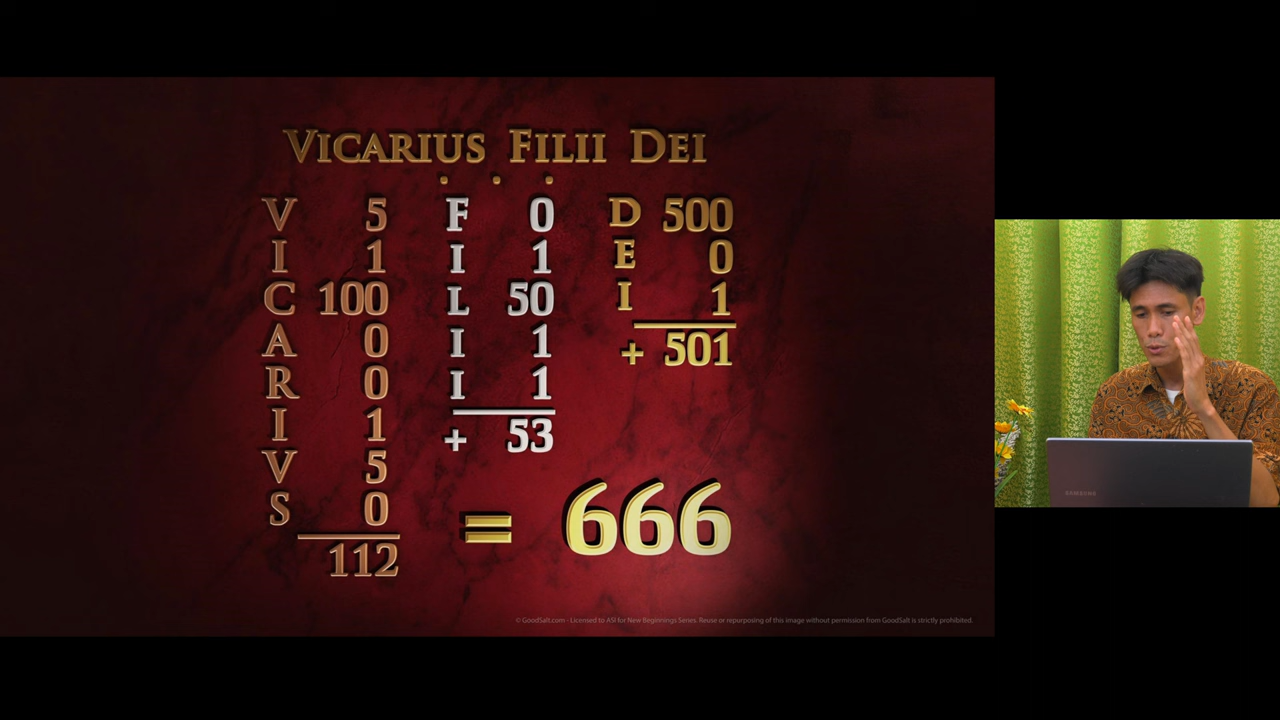 VICARIUS FILII DEI
V 5
I 1
C 100
A 0
R 0
I 1
V 5
S 0
112
F 0
I 1
L 50
I 1
I 1
+ 53
D 500
E 0
I 1
+ 501
= 666
© GoodSalt.com - Licensed to ASI for New Beginnings Series. Reuse or repurposing of this image without permission from GoodSalt is strictly prohibited.
SAMSUNG